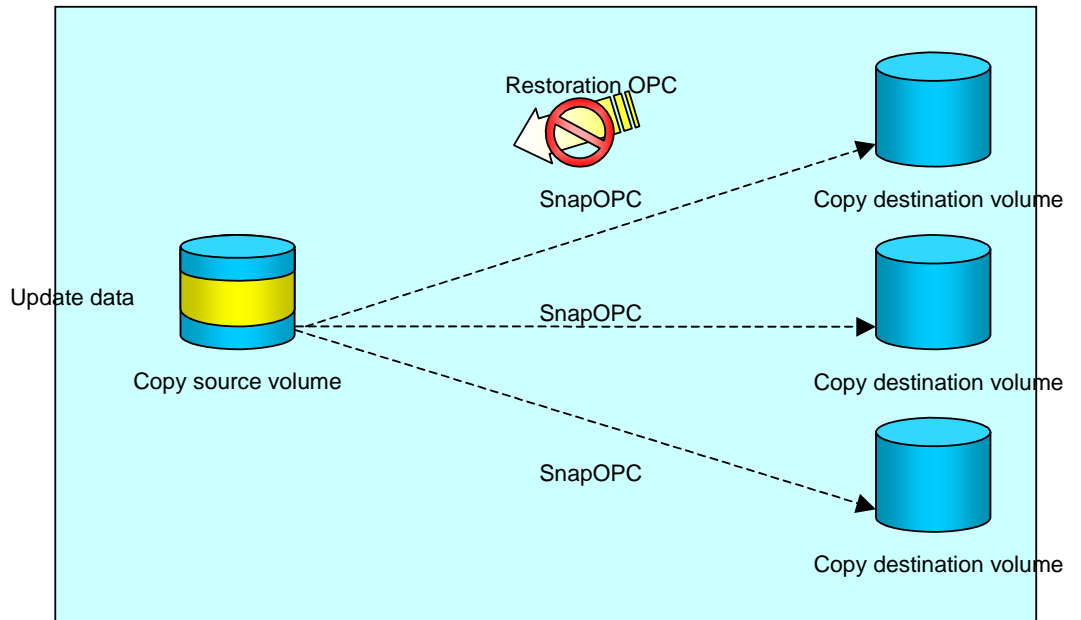 Restoration OPC
SnapOPC
Copy destination volume
Update data
SnapOPC
Copy source volume
Copy destination volume
SnapOPC
Copy destination volume